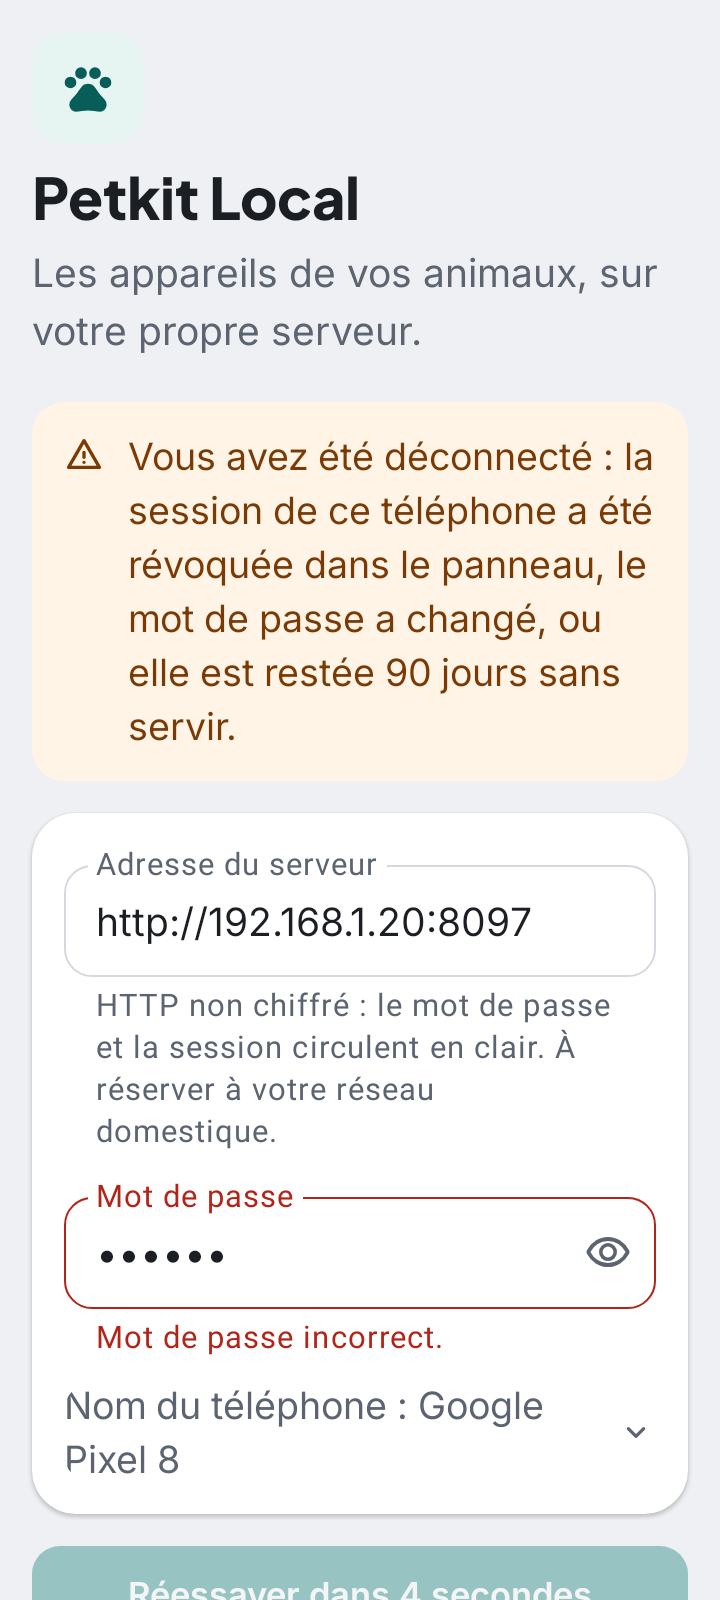 Petkit Local
Les appareils de vos animaux, sur
votre propre serveur.
Vous avez été déconnecté : la
session de ce téléphone a été
révoquée dans le panneau, le
mot de passe a changé, ou
elle est restée 90 jours sans
servir.
Adresse du serveur
http://192.168.1.20:8097
HTTP non chiffré : le mot de passe
et la session circulent en clair. À
réserver à votre réseau
domestique.
Mot de passe
••••••
Mot de passe incorrect.
Nom du téléphone : Google
Pixel 8
Réessayer dans 4 secondes